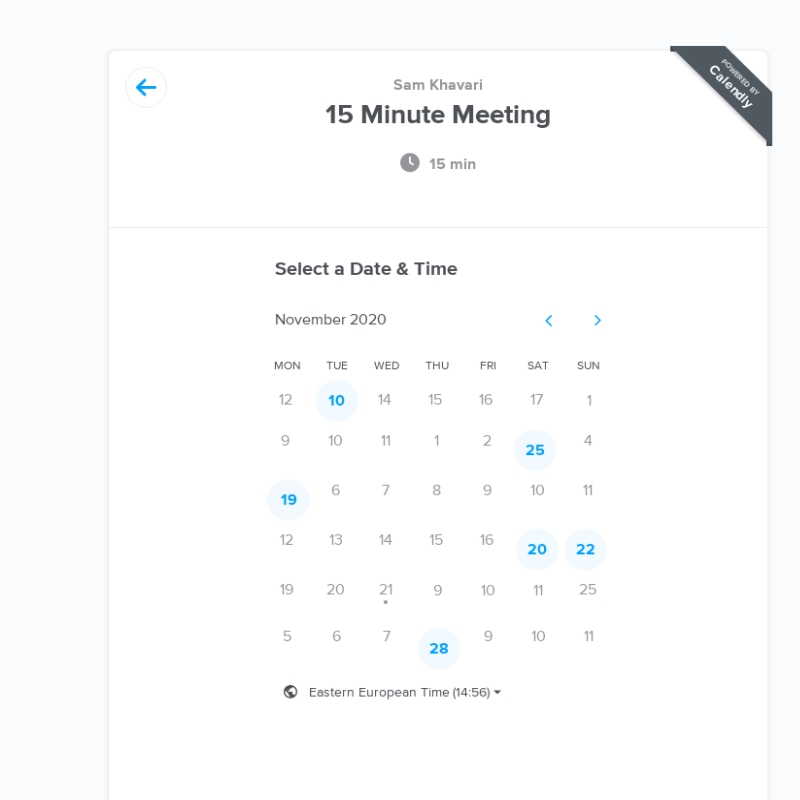 POWERED BY
Calendly
Sam Khavari
15 Minute Meeting
15 min
Select a Date & Time
November 2020
MON TUE WED THU FRI SAT SUN
12 10 14 15 16 17 1
9 10 11 1 2 25 4
19 6 7 8 9 10 11
12 13 14 15 16 20 22
19 20 21 9 10 11 25
5 6 7 28 9 10 11
Eastern European Time (14:56)